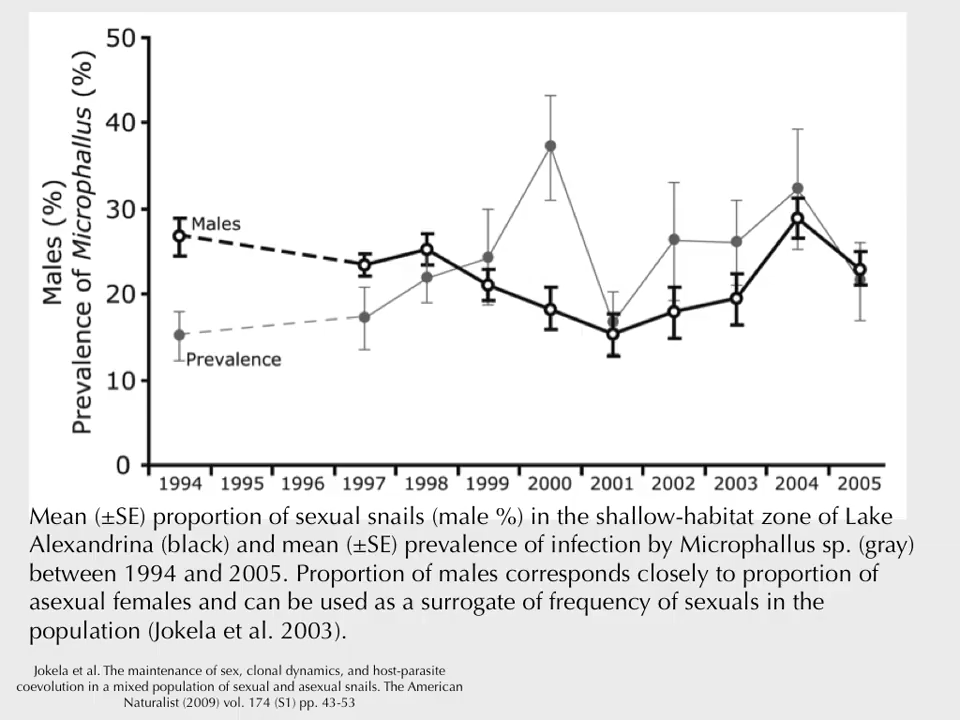 50
40
30
20
10
0
Males (%)
Prevalence of Microphallus (%)
Males
Prevalence
1994 1995 1996 1997 1998 1999 2000 2001 2002 2003 2004 2005
Mean (±SE) proportion of sexual snails (male %) in the shallow-habitat zone of Lake
Alexandrina (black) and mean (±SE) prevalence of infection by Microphallus sp. (gray)
between 1994 and 2005. Proportion of males corresponds closely to proportion of
asexual females and can be used as a surrogate of frequency of sexuals in the
population (Jokela et al. 2003).
Jokela et al. The maintenance of sex, clonal dynamics, and host-parasite
coevolution in a mixed population of sexual and asexual snails. The American
Naturalist (2009) vol. 174 (S1) pp. 43-53